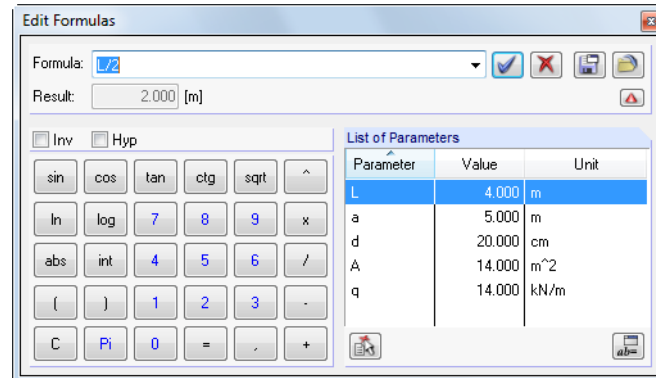 Edit Formulas
Formula: L/2
Result: 2.000 [m]
Inv Hyp
sin cos tan ctg sqrt ^
ln log 7 8 9 x
abs int 4 5 6 /
( ) 1 2 3 -
C Pi 0 = , +
List of Parameters
Parameter Value Unit
L 4.000 m
a 5.000 m
d 20.000 cm
A 14.000 m^2
q 14.000 kN/m
ab=